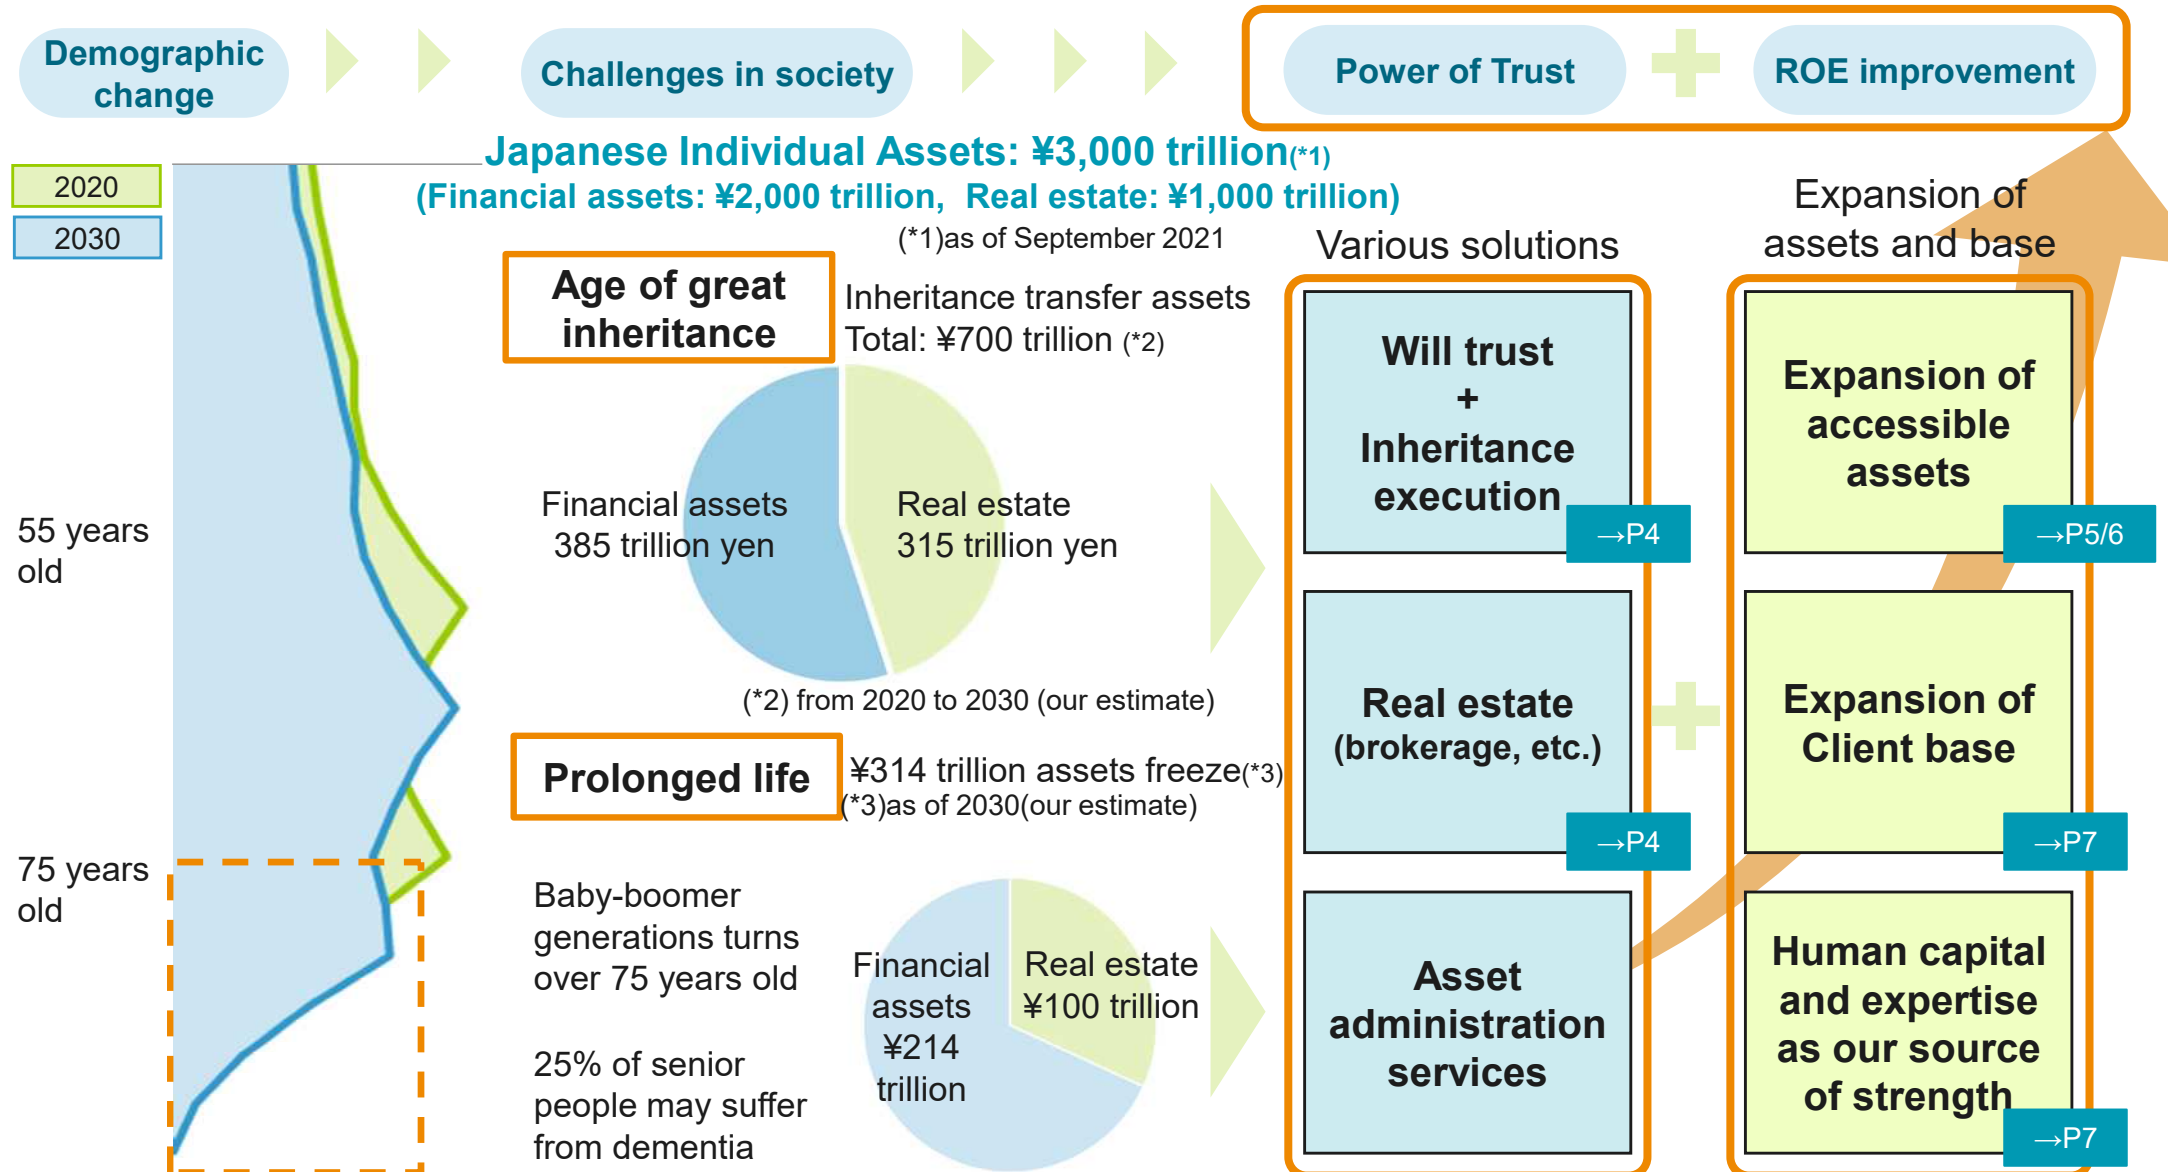 Demographic
change
Challenges in society
Power of Trust
ROE improvement
Japanese Individual Assets: ¥3,000 trillion(*1)
(Financial assets: ¥2,000 trillion, Real estate: ¥1,000 trillion)
(*1)as of September 2021
2020
2030
55 years
old
75 years
old
Age of great
inheritance
Inheritance transfer assets
Total: ¥700 trillion (*2)
Financial assets
385 trillion yen
Real estate
315 trillion yen
(*2) from 2020 to 2030 (our estimate)
Prolonged life
¥314 trillion assets freeze(*3)
(*3)as of 2030(our estimate)
Baby-boomer
generations turns
over 75 years old
25% of senior
people may suffer
from dementia
Financial
assets
¥214
trillion
Real estate
¥100 trillion
Various solutions
Will trust
+
Inheritance
execution
→P4
Real estate
(brokerage, etc.)
→P4
Asset
administration
services
Expansion of
assets and base
Expansion of
accessible
assets
→P5/6
Expansion of
Client base
→P7
Human capital
and expertise
as our source
of strength
→P7